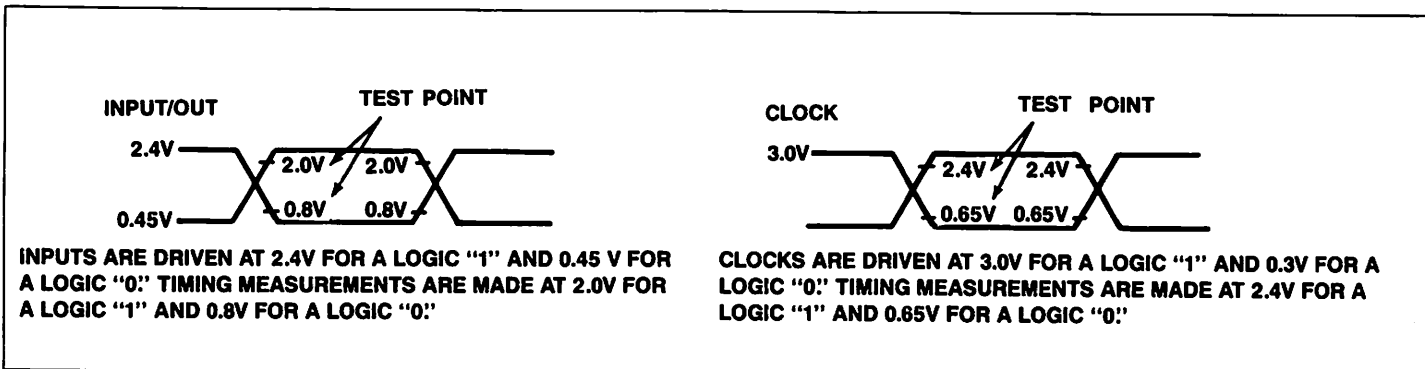 INPUT/OUT
TEST POINT
2.4V
2.0V 2.0V
0.8V 0.8V
0.45V
INPUTS ARE DRIVEN AT 2.4V FOR A LOGIC “1” AND 0.45 V FOR
A LOGIC “0.” TIMING MEASUREMENTS ARE MADE AT 2.0V FOR
A LOGIC “1” AND 0.8V FOR A LOGIC “0.”
CLOCK
TEST POINT
3.0V
2.4V 2.4V
0.65V 0.65V
CLOCKS ARE DRIVEN AT 3.0V FOR A LOGIC “1” AND 0.3V FOR A
LOGIC “0.” TIMING MEASUREMENTS ARE MADE AT 2.4V FOR A
LOGIC “1” AND 0.65V FOR A LOGIC “0.”